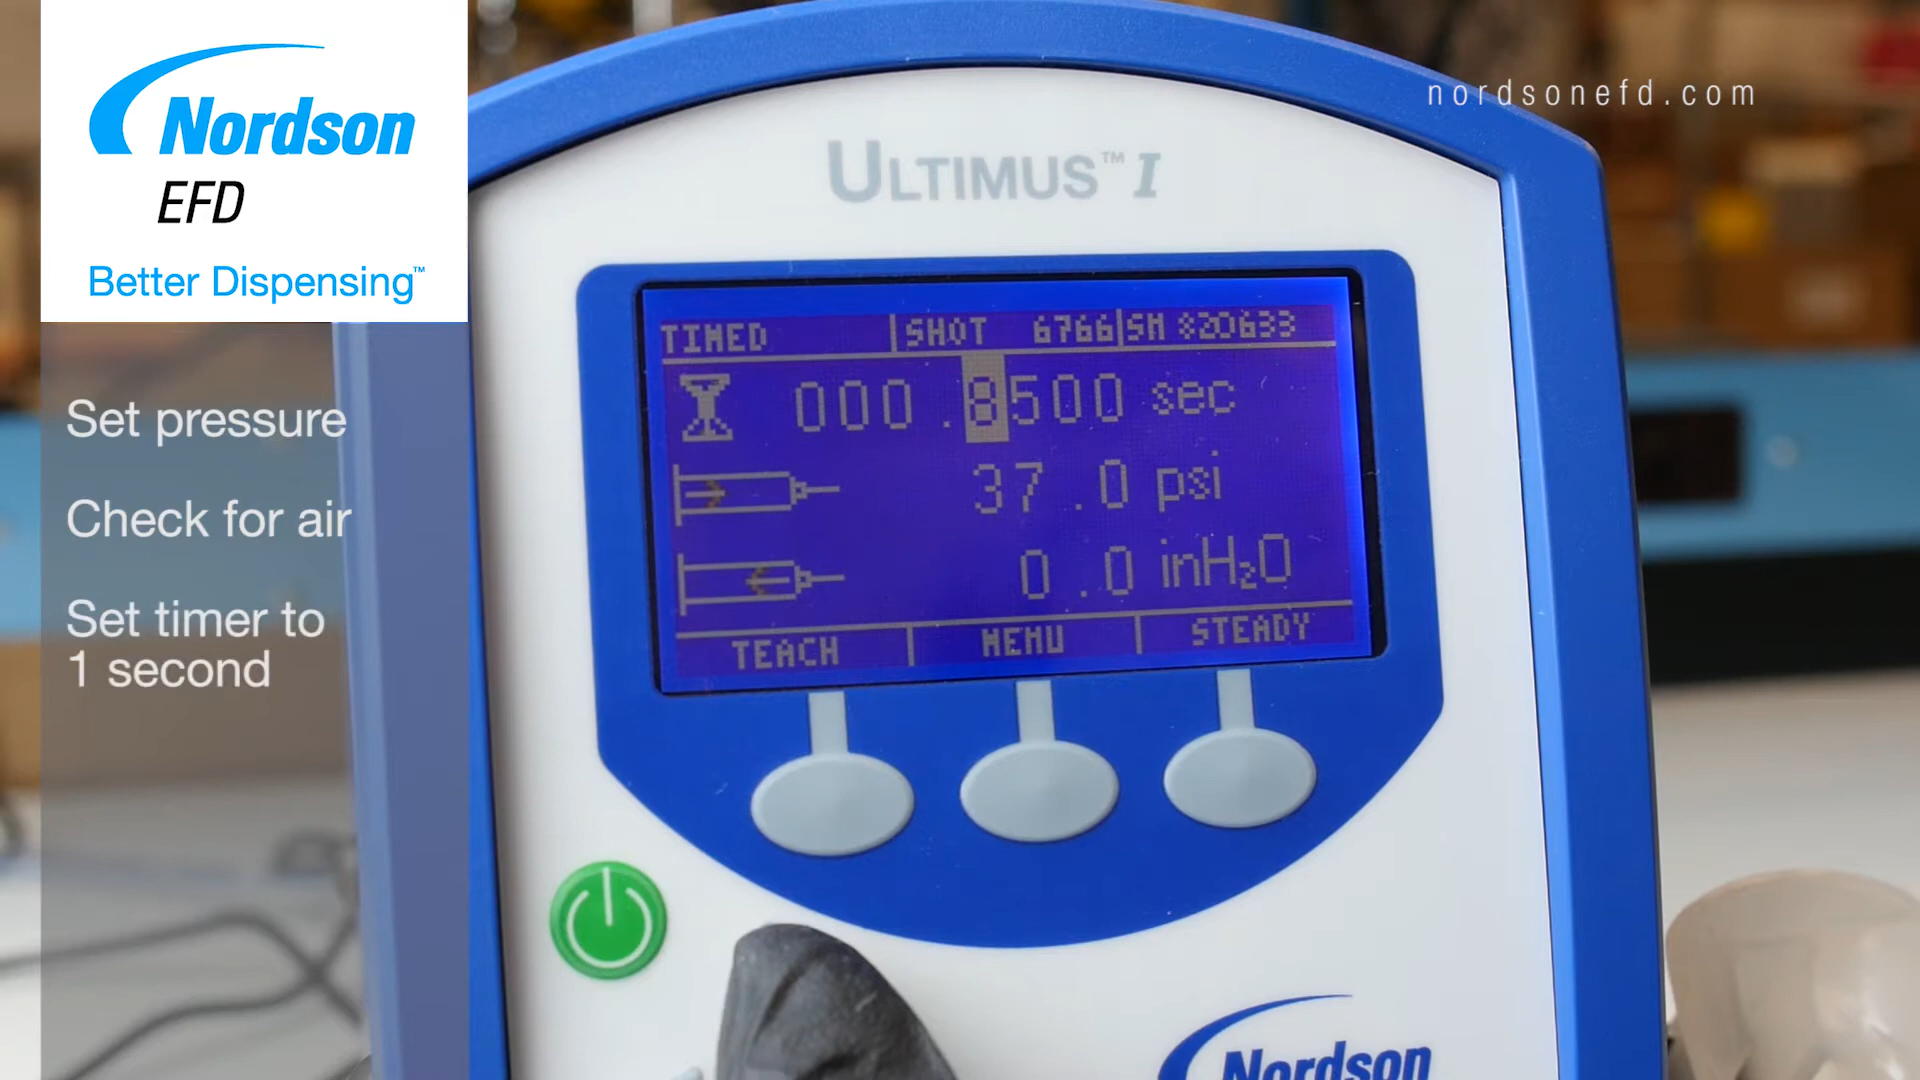 Nordson
EFD
Better Dispensing™
nordsonefd.com
Set pressure
Check for air
Set timer to
1 second
ULTIMUS™ I
TIMED SHOT 6766 SN 820633
000.8500 sec
37.0 psi
0.0 inH₂O
TEACH MENU STEADY
Nordson